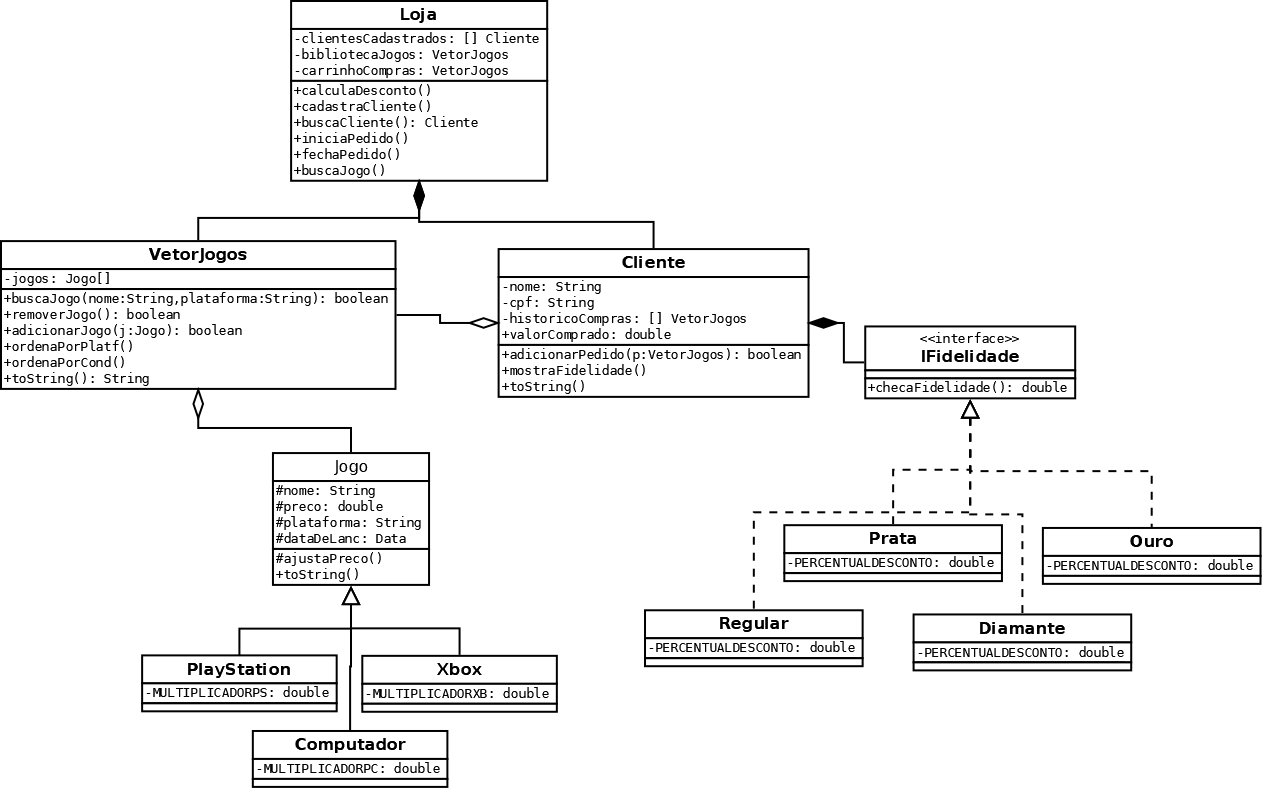 Loja
-clientesCadastrados: [] Cliente
-bibliotecaJogos: VetorJogos
-carrinhoCompras: VetorJogos
+calculaDesconto()
+cadastraCliente()
+buscaCliente(): Cliente
+iniciaPedido()
+fechaPedido()
+buscaJogo()
VetorJogos
-jogos: Jogo[]
+buscaJogo(nome:String,plataforma:String): boolean
+removerJogo(): boolean
+adicionarJogo(j:Jogo): boolean
+ordenaPorPlatf()
+ordenaPorCond()
+toString(): String
Cliente
-nome: String
-cpf: String
-historicoCompras: [] VetorJogos
+valorComprado: double
+adicionarPedido(p:VetorJogos): boolean
+mostraFidelidade()
+toString()
<<interface>>
IFidelidade
+checaFidelidade(): double
Jogo
#nome: String
#preco: double
#plataforma: String
#dataDeLanc: Data
#ajustaPreco()
+toString()
Prata
-PERCENTUALDESCONTO: double
Ouro
-PERCENTUALDESCONTO: double
Regular
-PERCENTUALDESCONTO: double
Diamante
-PERCENTUALDESCONTO: double
PlayStation
-MULTIPLICADORPS: double
Xbox
-MULTIPLICADORXB: double
Computador
-MULTIPLICADORPC: double